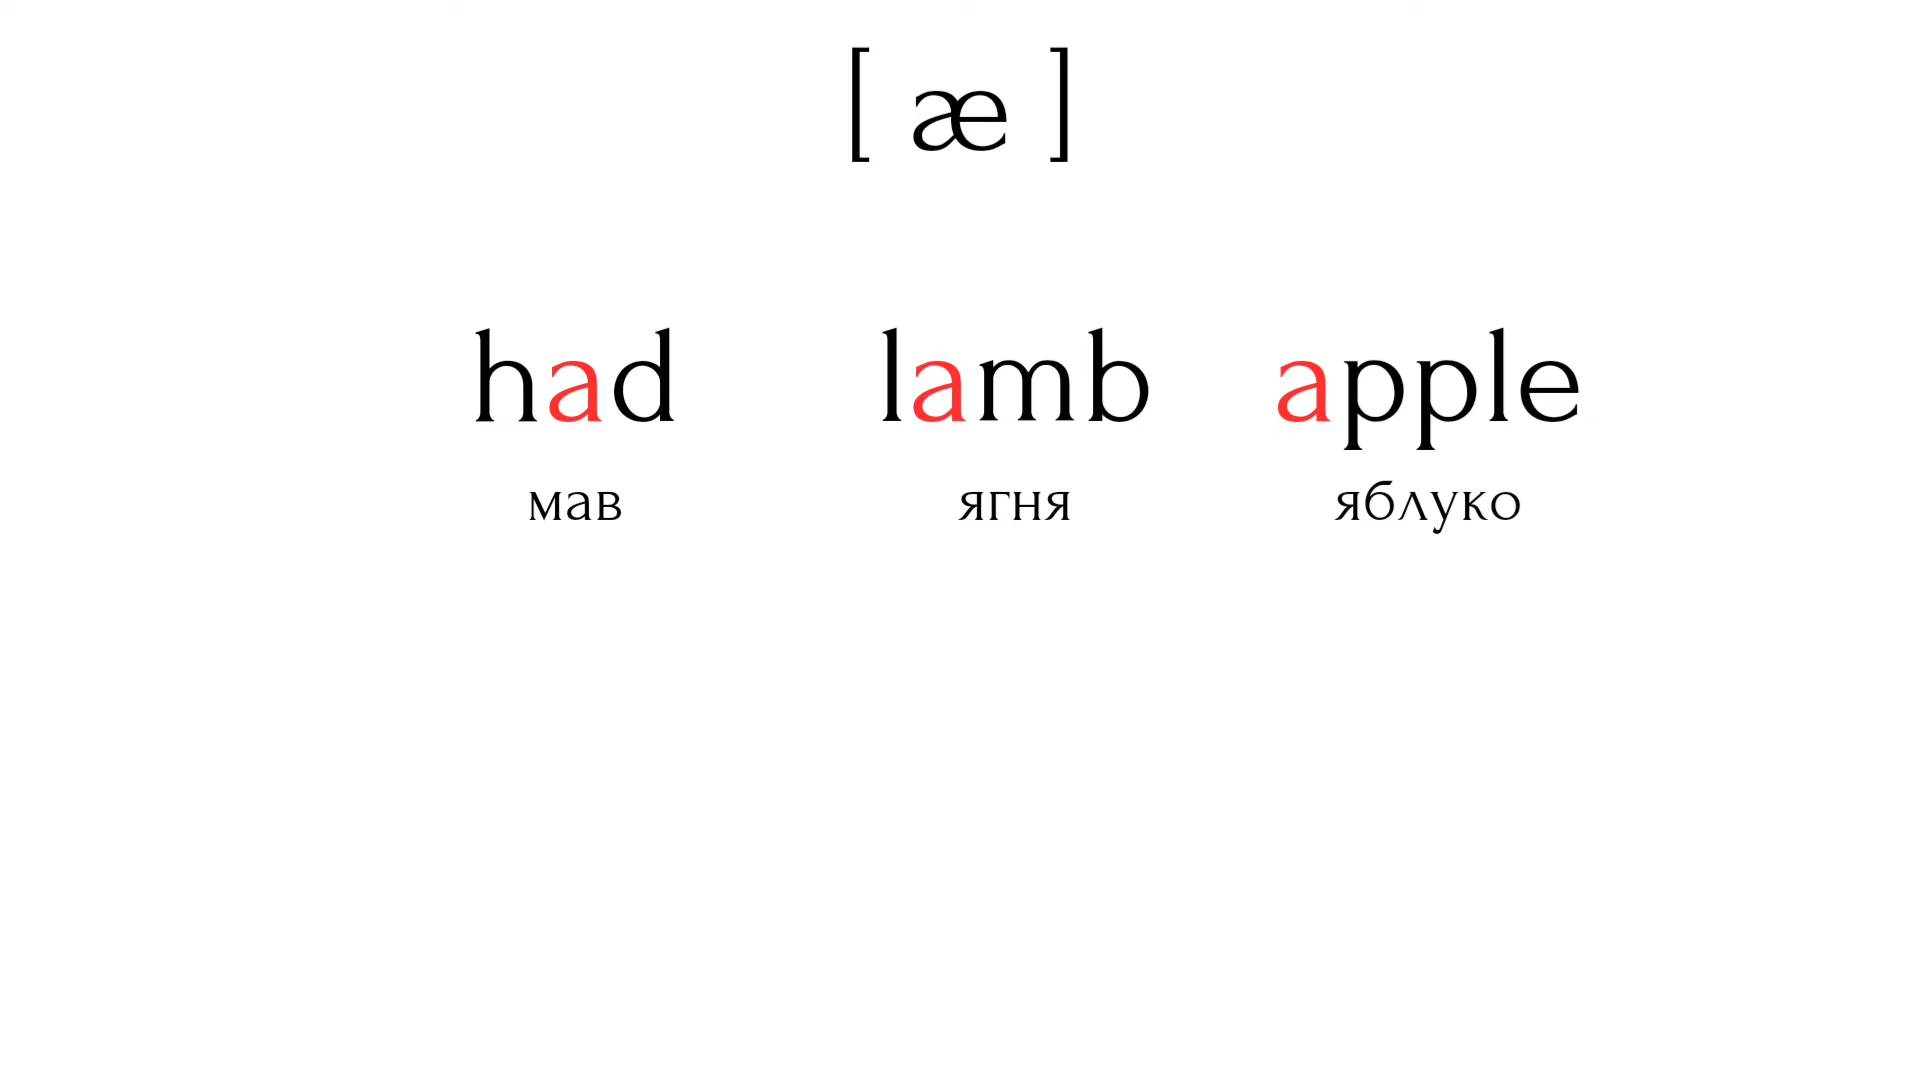 [ æ ]
had lamb apple
мав ягня яблуко